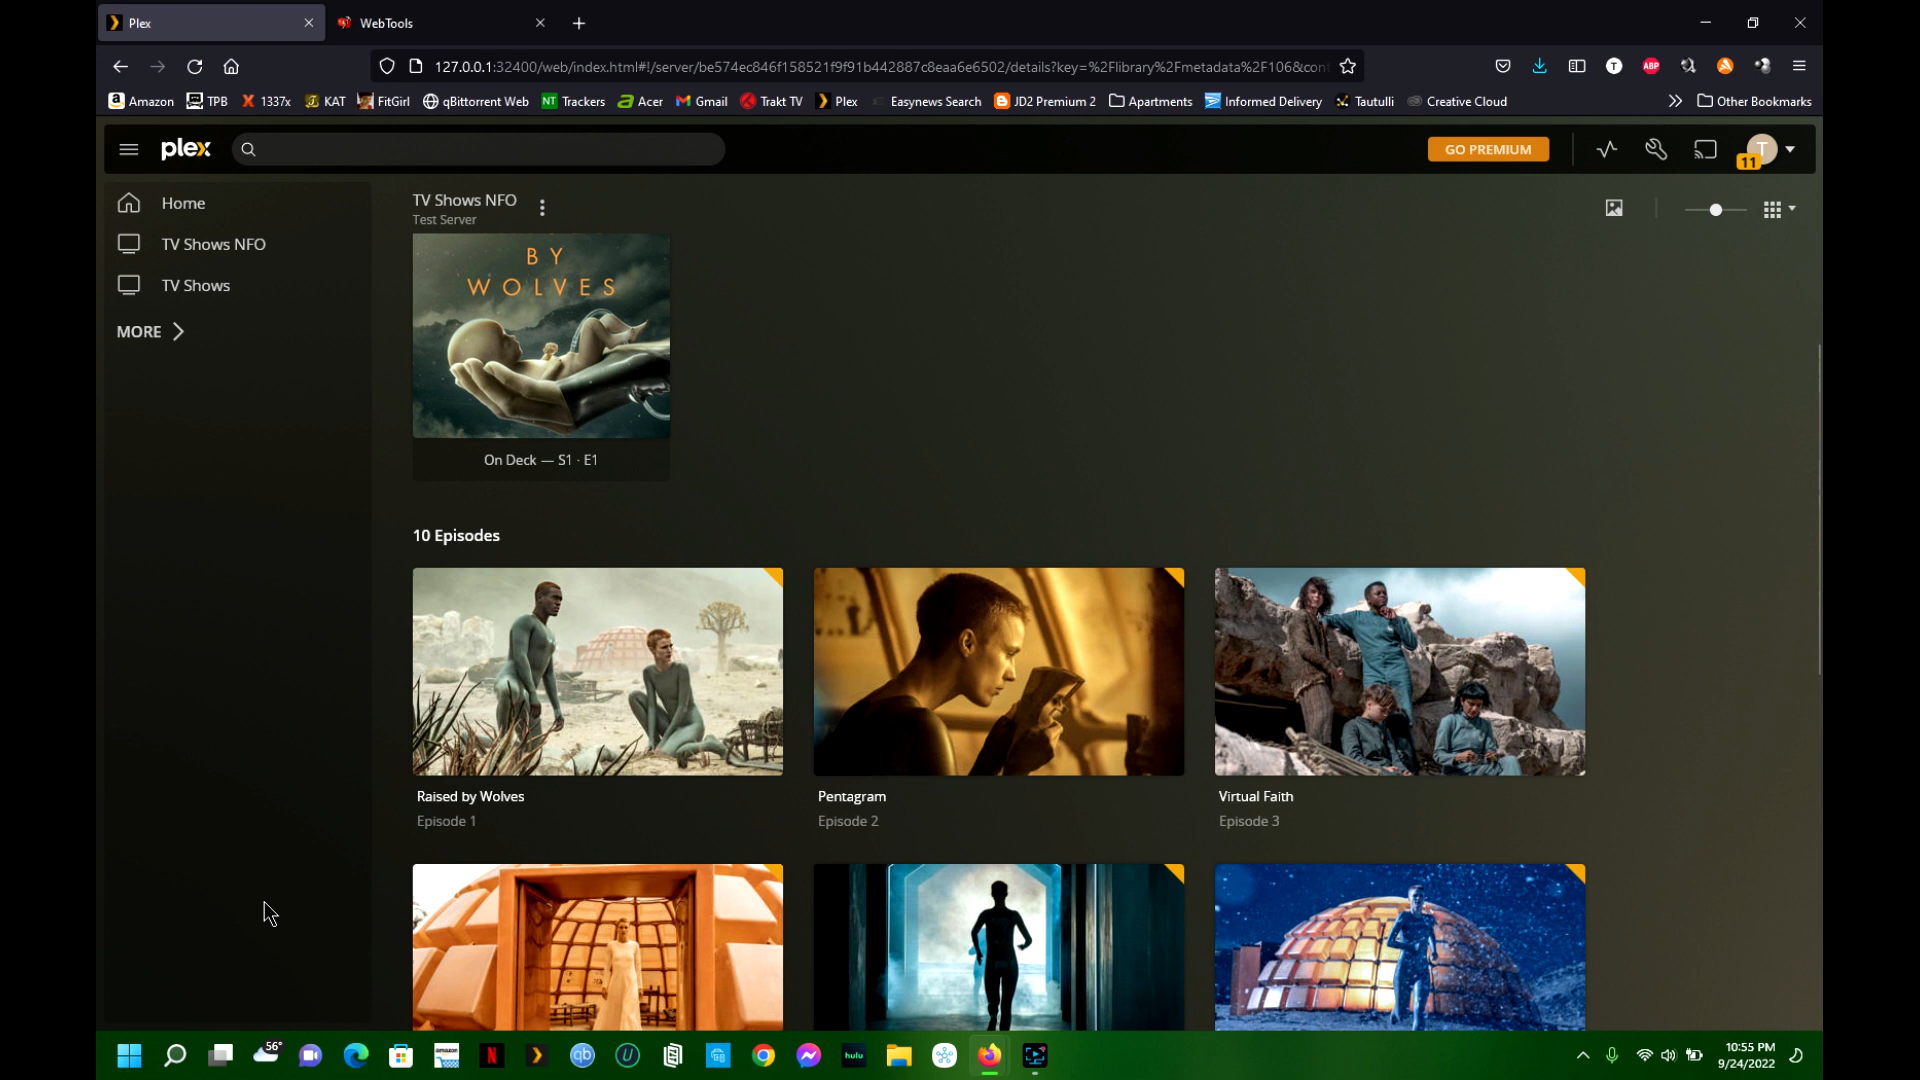 Plex
WebTools
127.0.0.1:32400/web/index.html#!/server/be574ec846f158521f9f91b442887c8eaa6e6502/details?key=%2Flibrary%2Fmetadata%2F106&cont
ABP
Amazon TPB 1337x KAT FitGirl qBittorrent Web NT Trackers Acer Gmail Trakt TV Plex Easynews Search JD2 Premium 2 Apartments Informed Delivery Tautulli Creative Cloud Other Bookmarks
plex
GO PREMIUM
T
11
Home
TV Shows NFO
TV Shows
MORE
TV Shows NFO
Test Server
BY
WOLVES
On Deck — S1 · E1
10 Episodes
Raised by Wolves
Episode 1
Pentagram
Episode 2
Virtual Faith
Episode 3
56°
hulu
10:55 PM
9/24/2022